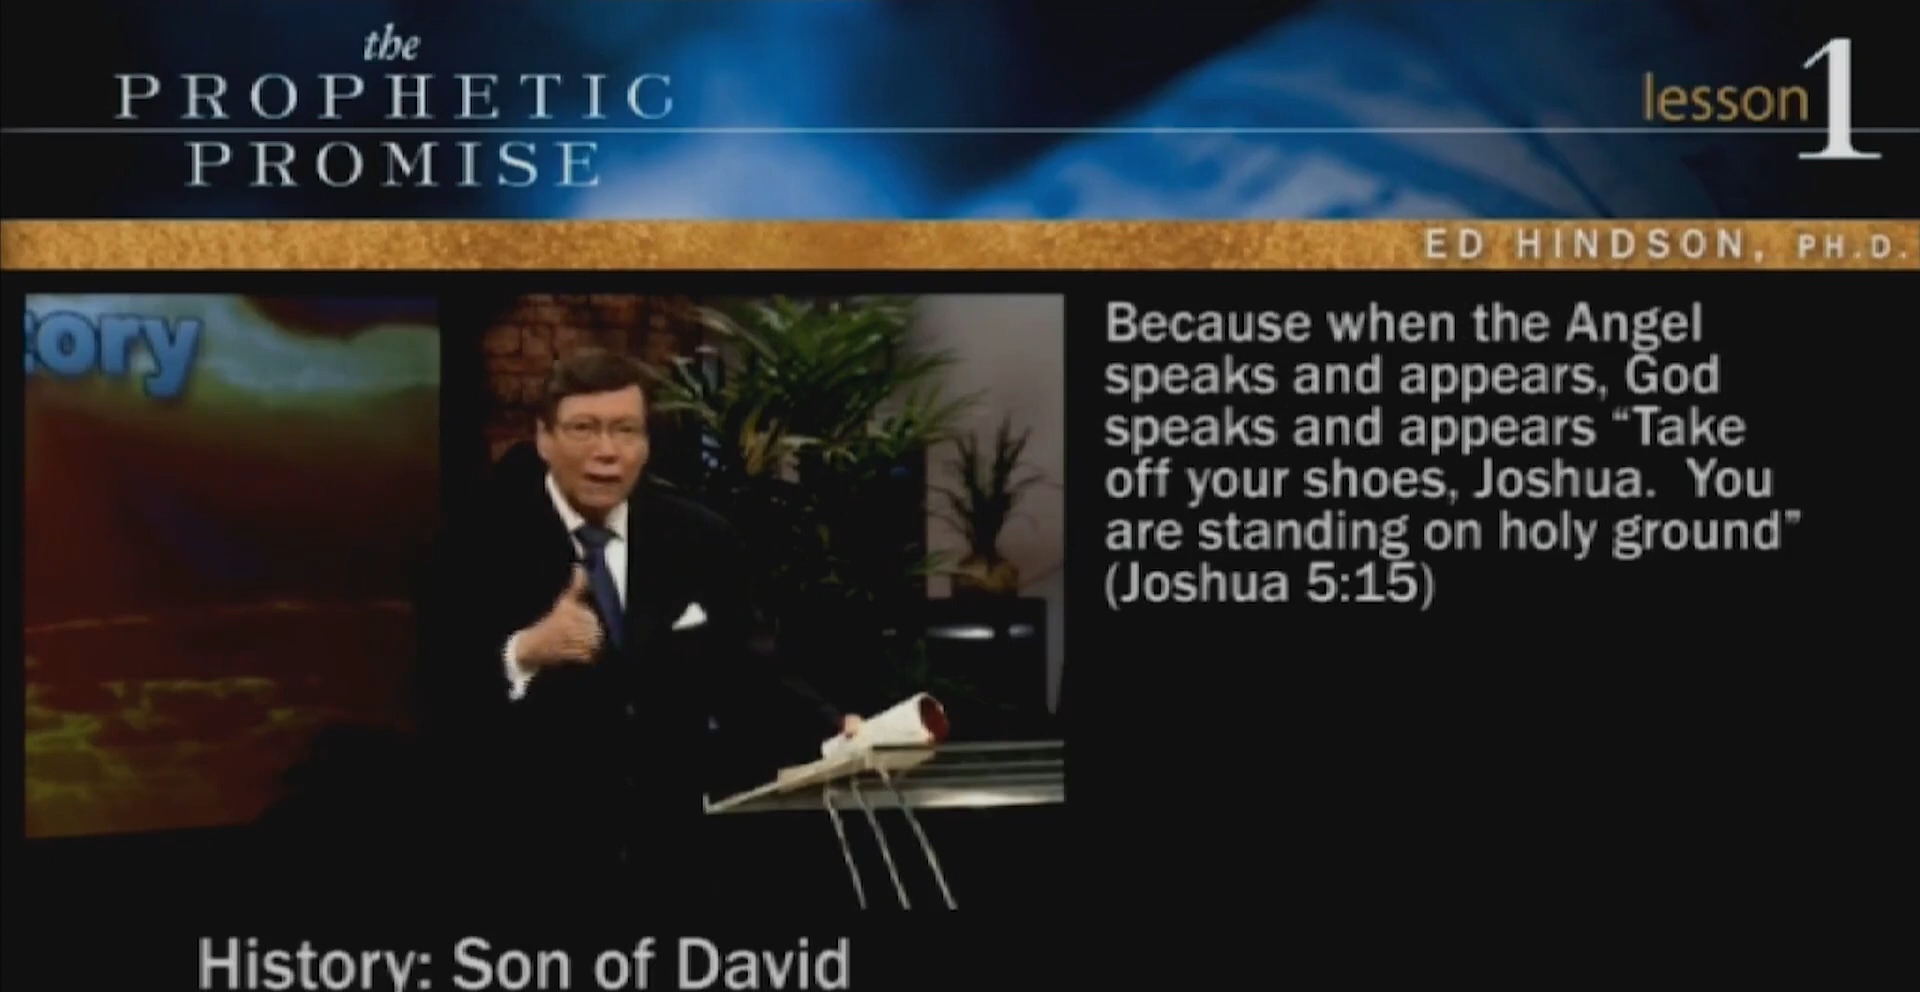 the
PROPHETIC
PROMISE
lesson 1
ED HINDSON, PH.D.
ory
Because when the Angel
speaks and appears, God
speaks and appears “Take
off your shoes, Joshua.  You
are standing on holy ground”
(Joshua 5:15)
History: Son of David